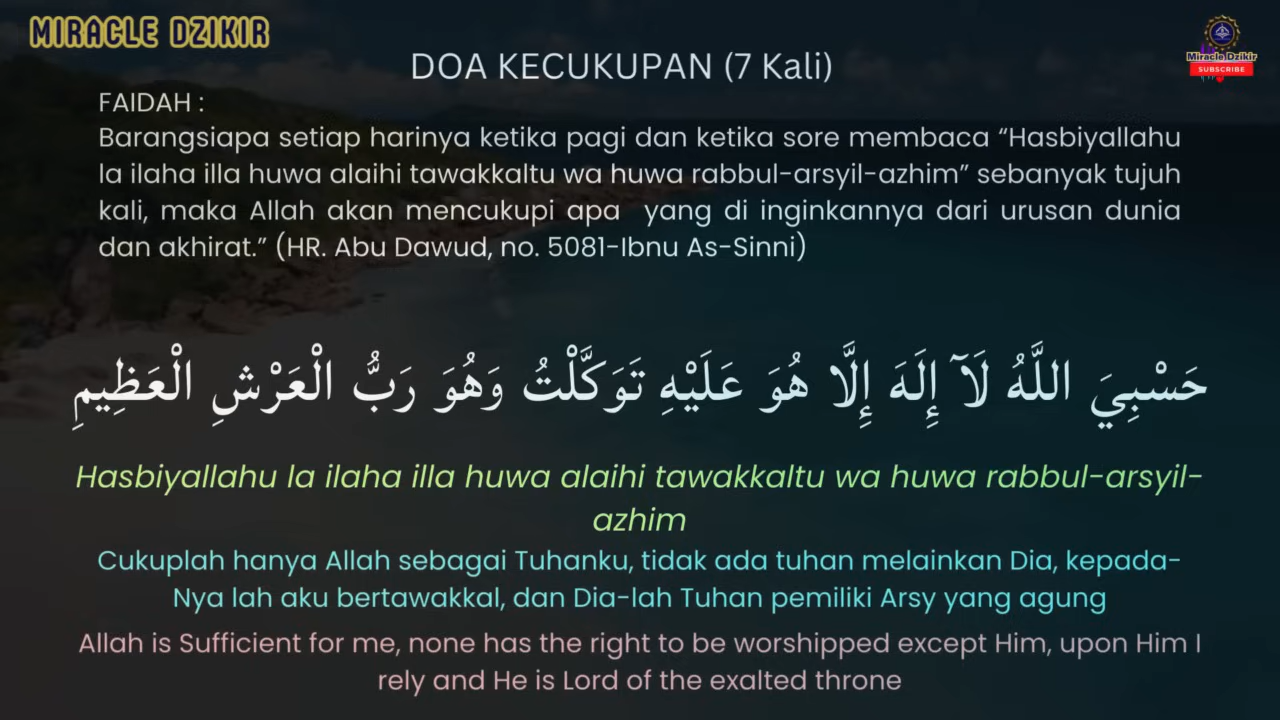 MIRACLE DZIKIR
Miracle Dzikir
SUBSCRIBE
DOA KECUKUPAN (7 Kali)
FAIDAH :
Barangsiapa setiap harinya ketika pagi dan ketika sore membaca “Hasbiyallahu
la ilaha illa huwa alaihi tawakkaltu wa huwa rabbul-arsyil-azhim” sebanyak tujuh
kali, maka Allah akan mencukupi apa yang di inginkannya dari urusan dunia
dan akhirat.” (HR. Abu Dawud, no. 5081-Ibnu As-Sinni)
حَسْبِيَ اللَّهُ لَآ إِلَهَ إِلَّا هُوَ عَلَيْهِ تَوَكَّلْتُ وَهُوَ رَبُّ الْعَرْشِ الْعَظِيمِ
Hasbiyallahu la ilaha illa huwa alaihi tawakkaltu wa huwa rabbul-arsyil-
azhim
Cukuplah hanya Allah sebagai Tuhanku, tidak ada tuhan melainkan Dia, kepada-
Nya lah aku bertawakkal, dan Dia-lah Tuhan pemiliki Arsy yang agung
Allah is Sufficient for me, none has the right to be worshipped except Him, upon Him I
rely and He is Lord of the exalted throne